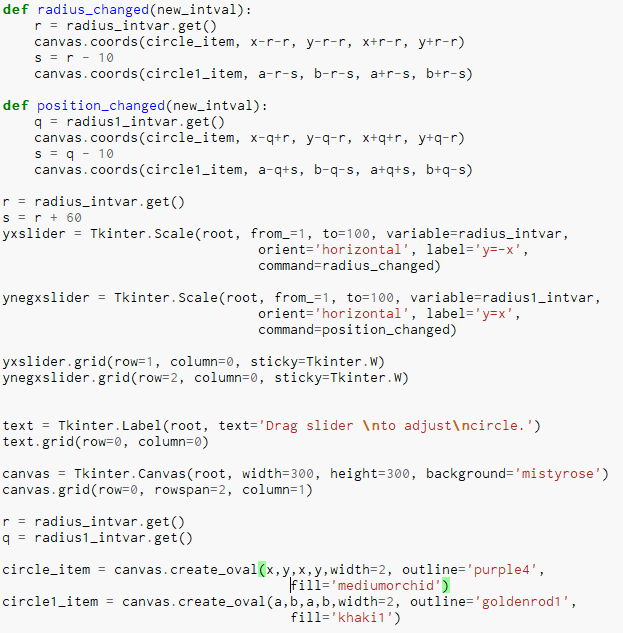 def radius_changed(new_intval):
    r = radius_intvar.get()
    canvas.coords(circle_item, x-r-r, y-r-r, x+r-r, y+r-r)
    s = r - 10
    canvas.coords(circle1_item, a-r-s, b-r-s, a+r-s, b+r-s)
def position_changed(new_intval):
    q = radius1_intvar.get()
    canvas.coords(circle_item, x-q+r, y-q-r, x+q+r, y+q-r)
    s = q - 10
    canvas.coords(circle1_item, a-q+s, b-q-s, a+q+s, b+q-s)
r = radius_intvar.get()
s = r + 60
yxslider = Tkinter.Scale(root, from_=1, to=100, variable=radius_intvar,
                                orient='horizontal', label='y=-x',
                                command=radius_changed)
ynegxslider = Tkinter.Scale(root, from_=1, to=100, variable=radius1_intvar,
                                orient='horizontal', label='y=x',
                                command=position_changed)
yxslider.grid(row=1, column=0, sticky=Tkinter.W)
ynegxslider.grid(row=2, column=0, sticky=Tkinter.W)
text = Tkinter.Label(root, text='Drag slider \nto adjust\ncircle.')
text.grid(row=0, column=0)
canvas = Tkinter.Canvas(root, width=300, height=300, background='mistyrose')
canvas.grid(row=0, rowspan=2, column=1)
r = radius_intvar.get()
q = radius1_intvar.get()
circle_item = canvas.create_oval(x,y,x,y,width=2, outline='purple4',
                                    fill='mediumorchid')
circle1_item = canvas.create_oval(a,b,a,b,width=2, outline='goldenrod1',
                                    fill='khaki1')